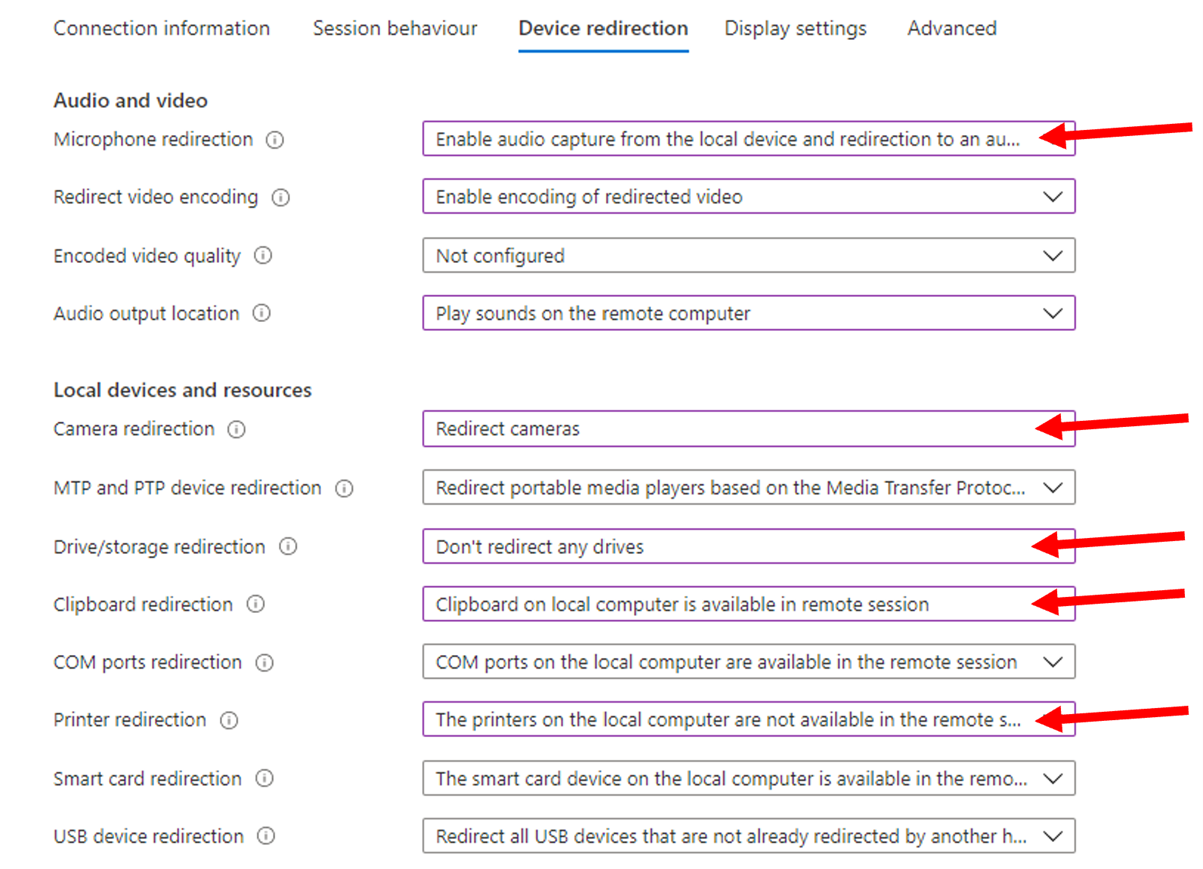 Connection information Session behaviour Device redirection Display settings Advanced
Audio and video
Microphone redirection Enable audio capture from the local device and redirection to an au...
Redirect video encoding Enable encoding of redirected video
Encoded video quality Not configured
Audio output location Play sounds on the remote computer
Local devices and resources
Camera redirection Redirect cameras
MTP and PTP device redirection Redirect portable media players based on the Media Transfer Protoc...
Drive/storage redirection Don't redirect any drives
Clipboard redirection Clipboard on local computer is available in remote session
COM ports redirection COM ports on the local computer are available in the remote session
Printer redirection The printers on the local computer are not available in the remote s...
Smart card redirection The smart card device on the local computer is available in the remo...
USB device redirection Redirect all USB devices that are not already redirected by another h...